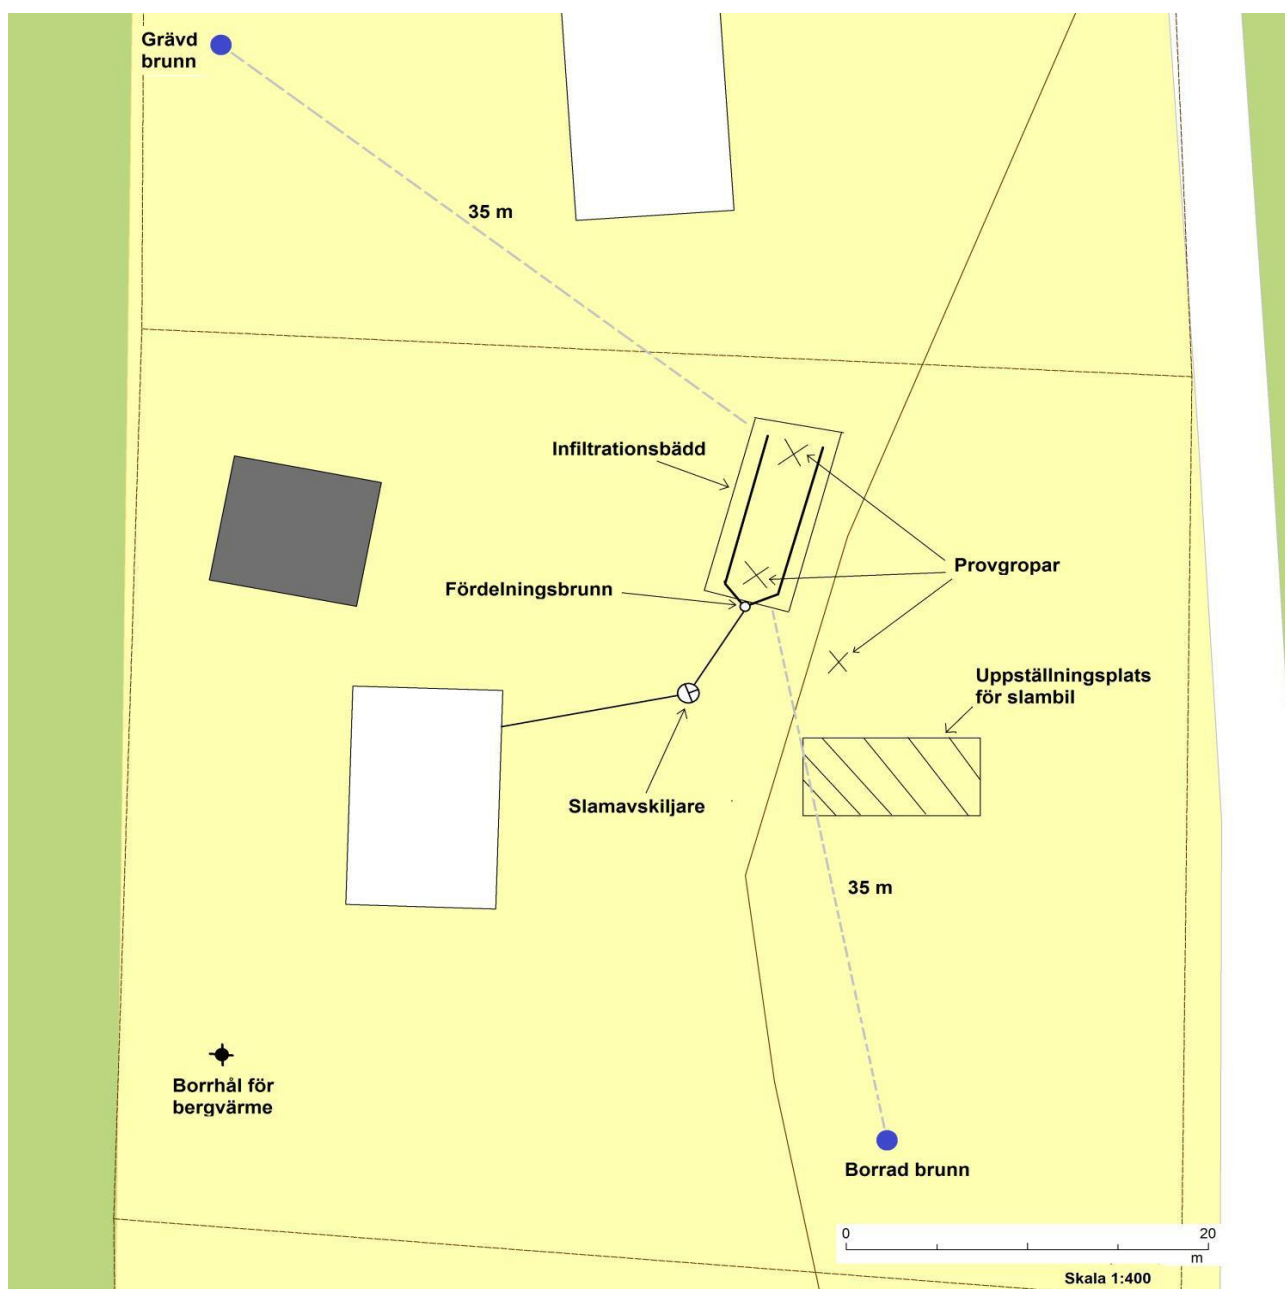 Grävd
brunn
35 m
Infiltrationsbädd
Provgropar
Fördelningsbrunn
Uppställningsplats
för slambil
Slamavskiljare
35 m
Borrhål för
bergvärme
Borrad brunn
0 20
m
Skala 1:400